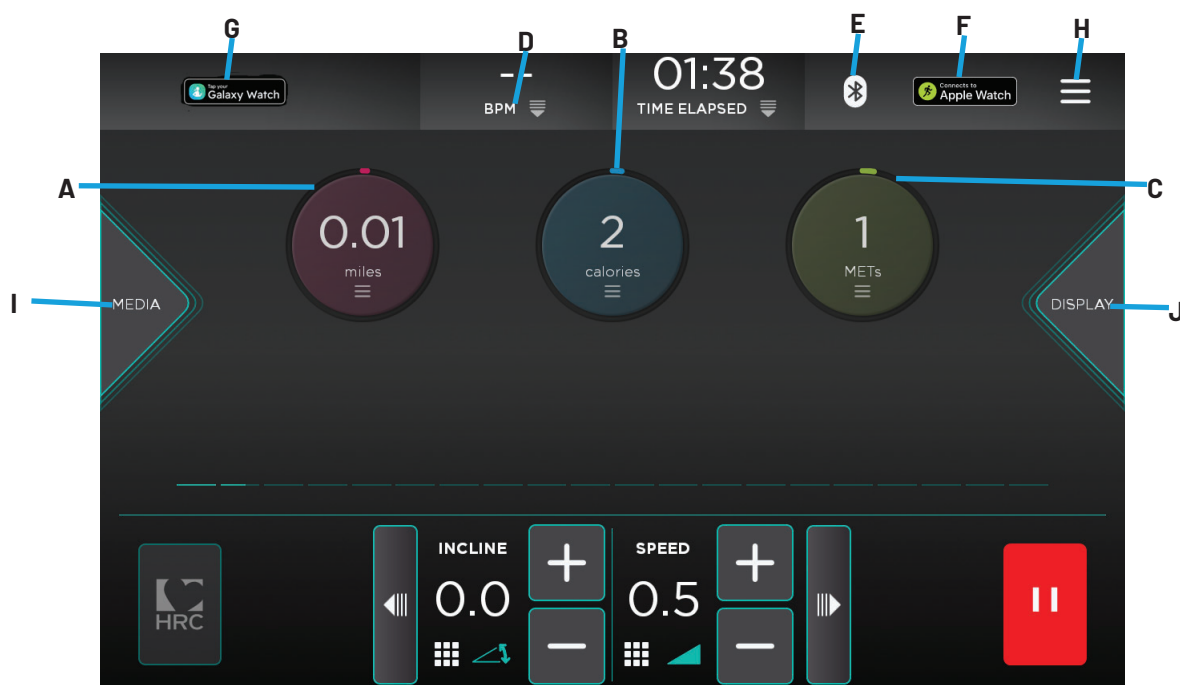 G
D
B
E
F
H
Tap your
Galaxy Watch
--
BPM
01:38
TIME ELAPSED
Connects to
Apple Watch
A
C
0.01
miles
2
calories
1
METs
I
MEDIA
DISPLAY
J
INCLINE
0.0
SPEED
0.5
HRC